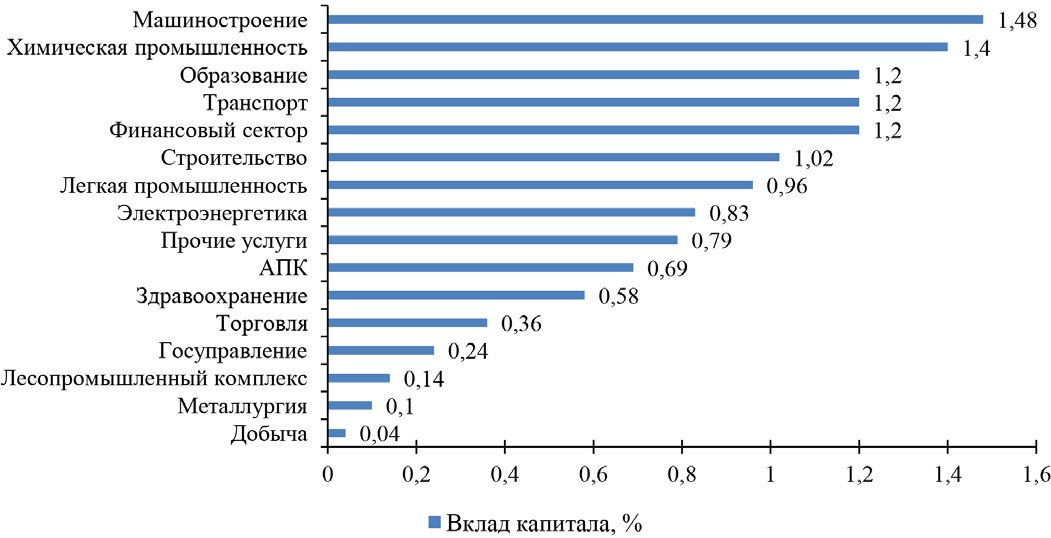 Машиностроение 1,48
Химическая промышленность 1,4
Образование 1,2
Транспорт 1,2
Финансовый сектор 1,2
Строительство 1,02
Легкая промышленность 0,96
Электроэнергетика 0,83
Прочие услуги 0,79
АПК 0,69
Здравоохранение 0,58
Торговля 0,36
Госуправление 0,24
Лесопромышленный комплекс 0,14
Металлургия 0,1
Добыча 0,04
0 0,2 0,4 0,6 0,8 1 1,2 1,4 1,6
Вклад капитала, %